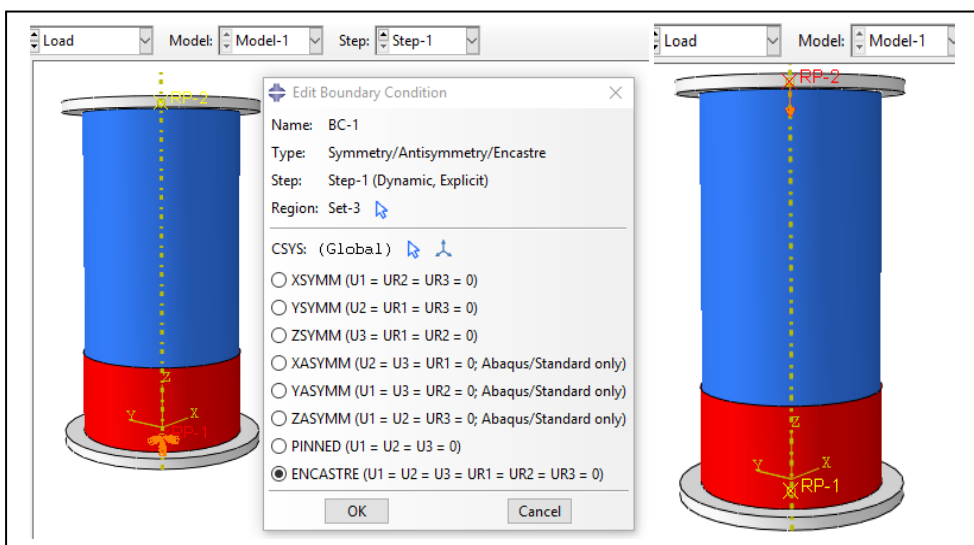 Load Model: Model-1 Step: Step-1
RP-2
Z
Y X
RP-1
Edit Boundary Condition
Name: BC-1
Type: Symmetry/Antisymmetry/Encastre
Step: Step-1 (Dynamic, Explicit)
Region: Set-3
CSYS: (Global)
XSYMM (U1 = UR2 = UR3 = 0)
YSYMM (U2 = UR1 = UR3 = 0)
ZSYMM (U3 = UR1 = UR2 = 0)
XASYMM (U2 = U3 = UR1 = 0; Abaqus/Standard only)
YASYMM (U1 = U3 = UR2 = 0; Abaqus/Standard only)
ZASYMM (U1 = U2 = UR3 = 0; Abaqus/Standard only)
PINNED (U1 = U2 = U3 = 0)
ENCASTRE (U1 = U2 = U3 = UR1 = UR2 = UR3 = 0)
OK Cancel
Load Model: Model-1
RP-2
Z
Y X
RP-1